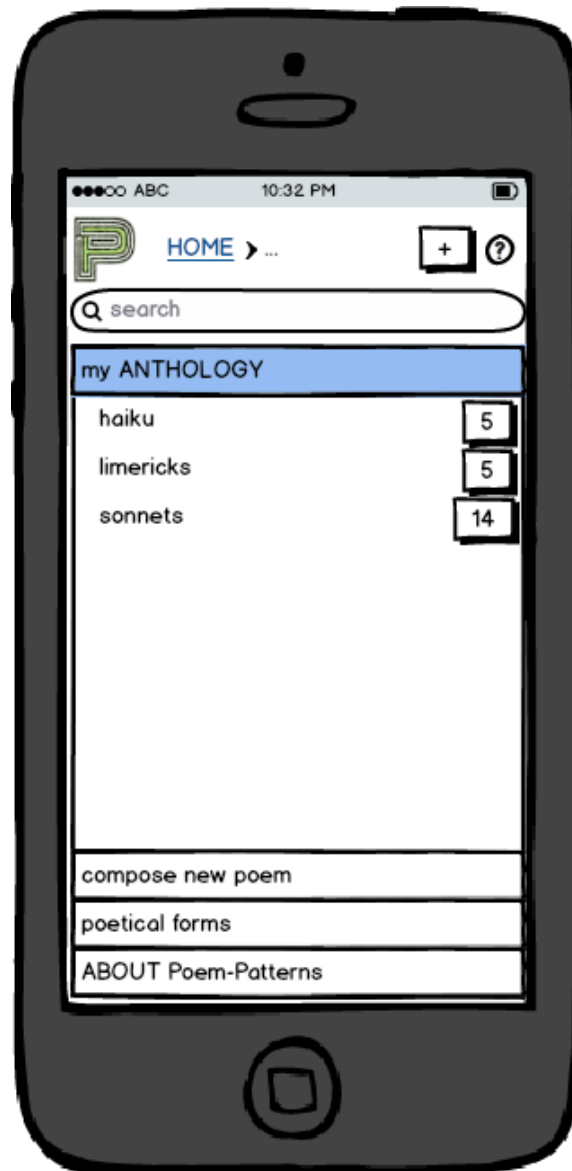 ABC 10:32 PM
P HOME > ... + ?
search
my ANTHOLOGY
haiku 5
limericks 5
sonnets 14
compose new poem
poetical forms
ABOUT Poem-Patterns